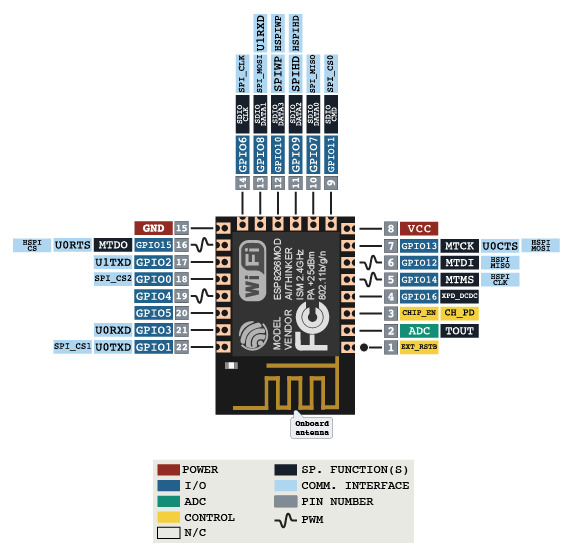 SPI_CLK
SPI_MOSI U1RXD
SPIWP HSPIWP
SPIHD HSPIHD
SPI_MISO
SPI_CS0
SDIO CLK
SDIO DATA1
SDIO DATA3
SDIO DATA2
SDIO DATA0
SDIO CMD
GPIO6 GPIO8 GPIO10 GPIO9 GPIO7 GPIO11
14 13 12 11 10 9
GND 15
HSPI CS U0RTS MTDO GPIO15 16
U1TXD GPIO2 17
SPI_CS2 GPIO0 18
GPIO4 19
GPIO5 20
U0RXD GPIO3 21
SPI_CS1 U0TXD GPIO1 22
WiFi
ESP8266MOD
AI/THINKER
ISM 2.4GHz
PA +25dBm
802.11b/g/n
MODEL
VENDOR
FC
8 VCC
7 GPIO13 MTCK U0CTS HSPI MOSI
6 GPIO12 MTDI HSPI MISO
5 GPIO14 MTMS HSPI CLK
4 GPIO16 XPD_DCDC
3 CHIP_EN CH_PD
2 ADC TOUT
1 EXT_RSTB
Onboard
antenna
POWER
I/O
ADC
CONTROL
N/C
SP. FUNCTION(S)
COMM. INTERFACE
PIN NUMBER
PWM